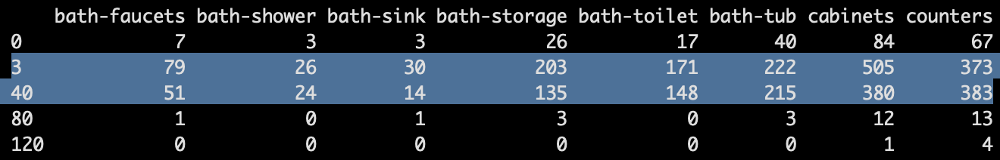 bath-faucets bath-shower bath-sink bath-storage bath-toilet bath-tub cabinets counters
0 7 3 3 26 17 40 84 67
3 79 26 30 203 171 222 505 373
40 51 24 14 135 148 215 380 383
80 1 0 1 3 0 3 12 13
120 0 0 0 0 0 0 1 4